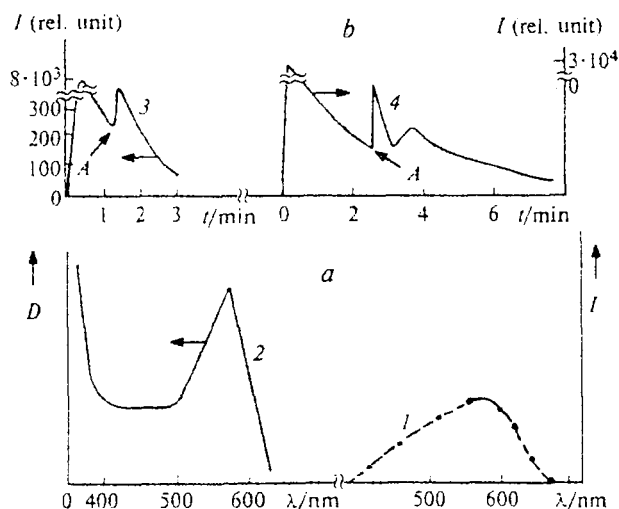 I (rel. unit)
b
I (rel. unit)
8·10³
300
200
100
0
3
A
1 2 3 t/min
3·10⁴
0
4
A
0 2 4 6 t/min
a
D
2
0 400 500 600 λ/nm
I
1
500 600 λ/nm